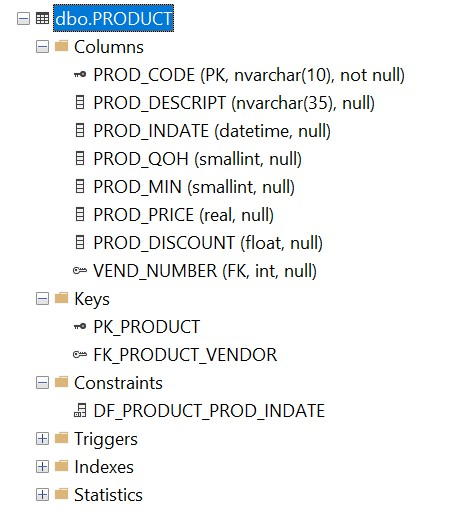 dbo.PRODUCT
Columns
PROD_CODE (PK, nvarchar(10), not null)
PROD_DESCRIPT (nvarchar(35), null)
PROD_INDATE (datetime, null)
PROD_QOH (smallint, null)
PROD_MIN (smallint, null)
PROD_PRICE (real, null)
PROD_DISCOUNT (float, null)
VEND_NUMBER (FK, int, null)
Keys
PK_PRODUCT
FK_PRODUCT_VENDOR
Constraints
DF_PRODUCT_PROD_INDATE
Triggers
Indexes
Statistics